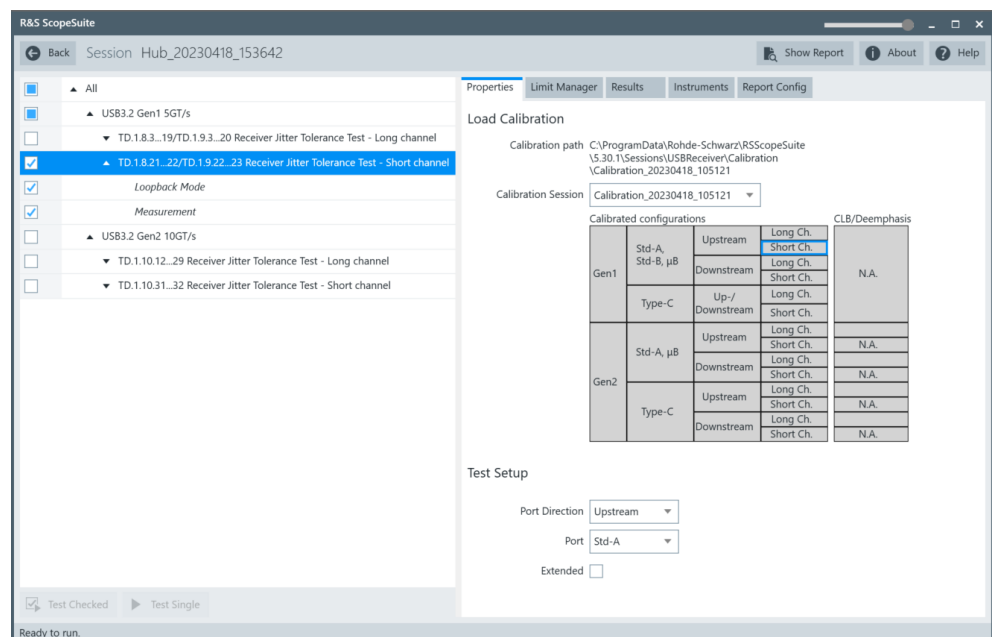 R&S ScopeSuite
Back Session Hub_20230418_153642 Show Report About Help
All
USB3.2 Gen1 5GT/s
TD.1.8.3...19/TD.1.9.3...20 Receiver Jitter Tolerance Test - Long channel
TD.1.8.21...22/TD.1.9.22...23 Receiver Jitter Tolerance Test - Short channel
Loopback Mode
Measurement
USB3.2 Gen2 10GT/s
TD.1.10.12...29 Receiver Jitter Tolerance Test - Long channel
TD.1.10.31...32 Receiver Jitter Tolerance Test - Short channel
Test Checked Test Single
Ready to run.
Properties Limit Manager Results Instruments Report Config
Load Calibration
Calibration path C:\ProgramData\Rohde-Schwarz\RSScopeSuite
\5.30.1\Sessions\USBReceiver\Calibration
\Calibration_20230418_105121
Calibration Session Calibration_20230418_105121
Calibrated configurations CLB/Deemphasis
Gen1
Std-A,
Std-B, µB
Upstream
Long Ch.
Short Ch.
Downstream
Long Ch.
Short Ch.
N.A.
Type-C
Up-/
Downstream
Long Ch.
Short Ch.
Gen2
Std-A, µB
Upstream
Long Ch.
Short Ch. N.A.
Downstream
Long Ch.
Short Ch. N.A.
Type-C
Upstream
Long Ch.
Short Ch. N.A.
Downstream
Long Ch.
Short Ch. N.A.
Test Setup
Port Direction Upstream
Port Std-A
Extended